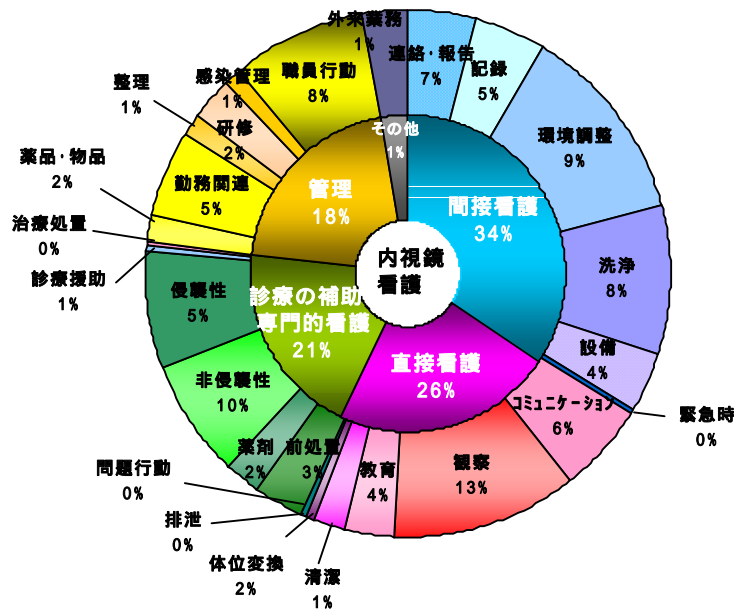 内視鏡
看護
間接看護
34%
直接看護
26%
診療の補助
専門的看護
21%
管理
18%
その他
1%
連絡・報告
7%
記録
5%
環境調整
9%
洗浄
8%
設備
4%
緊急時
0%
コミュニケーション
6%
観察
13%
教育
4%
清潔
1%
体位変換
2%
排泄
0%
問題行動
0%
前処置
3%
薬剤
2%
非侵襲性
10%
侵襲性
5%
診療援助
1%
治療処置
0%
薬品・物品
2%
勤務関連
5%
整理
1%
研修
2%
感染管理
1%
職員行動
8%
外来業務
1%